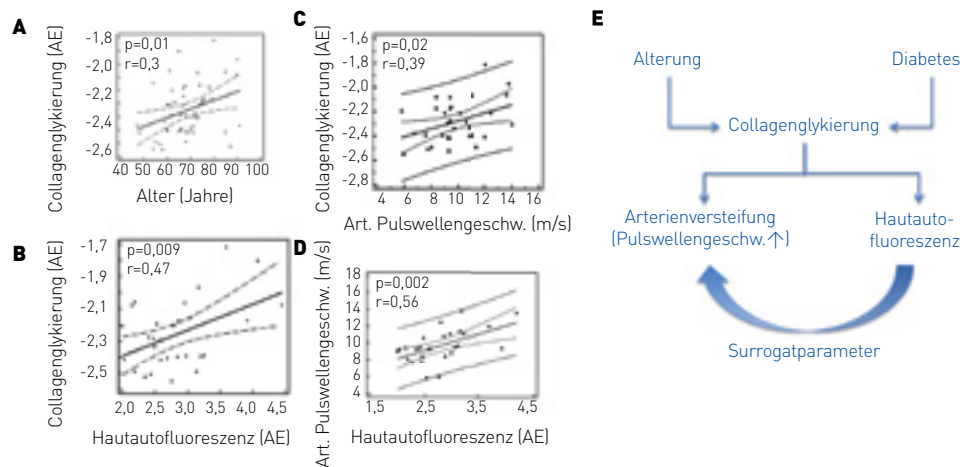 A
Collagenglykierung (AE)
-1,8
-2,0
-2,2
-2,4
-2,6
p=0,01
r=0,3
40 50 60 70 80 90 100
Alter (Jahre)
B
Collagenglykierung (AE)
-1,7
-1,9
-2,1
-2,3
-2,5
p=0,009
r=0,47
2,0 2,5 3,0 3,5 4,0 4,5
Hautautofluoreszenz (AE)
C
Collagenglykierung (AE)
-1,6
-1,8
-2,0
-2,2
-2,4
-2,6
-2,8
p=0,02
r=0,39
4 6 8 10 12 14 16
Art. Pulswellengeschw. (m/s)
D
Art. Pulswellengeschw. (m/s)
18
16
14
12
10
8
6
4
p=0,002
r=0,56
1,5 2,5 3,5 4,5
Hautautofluoreszenz (AE)
E
Alterung
Diabetes
Collagenglykierung
Arterienversteifung
(Pulswellengeschw.↑)
Hautauto-
fluoreszenz
Surrogatparameter